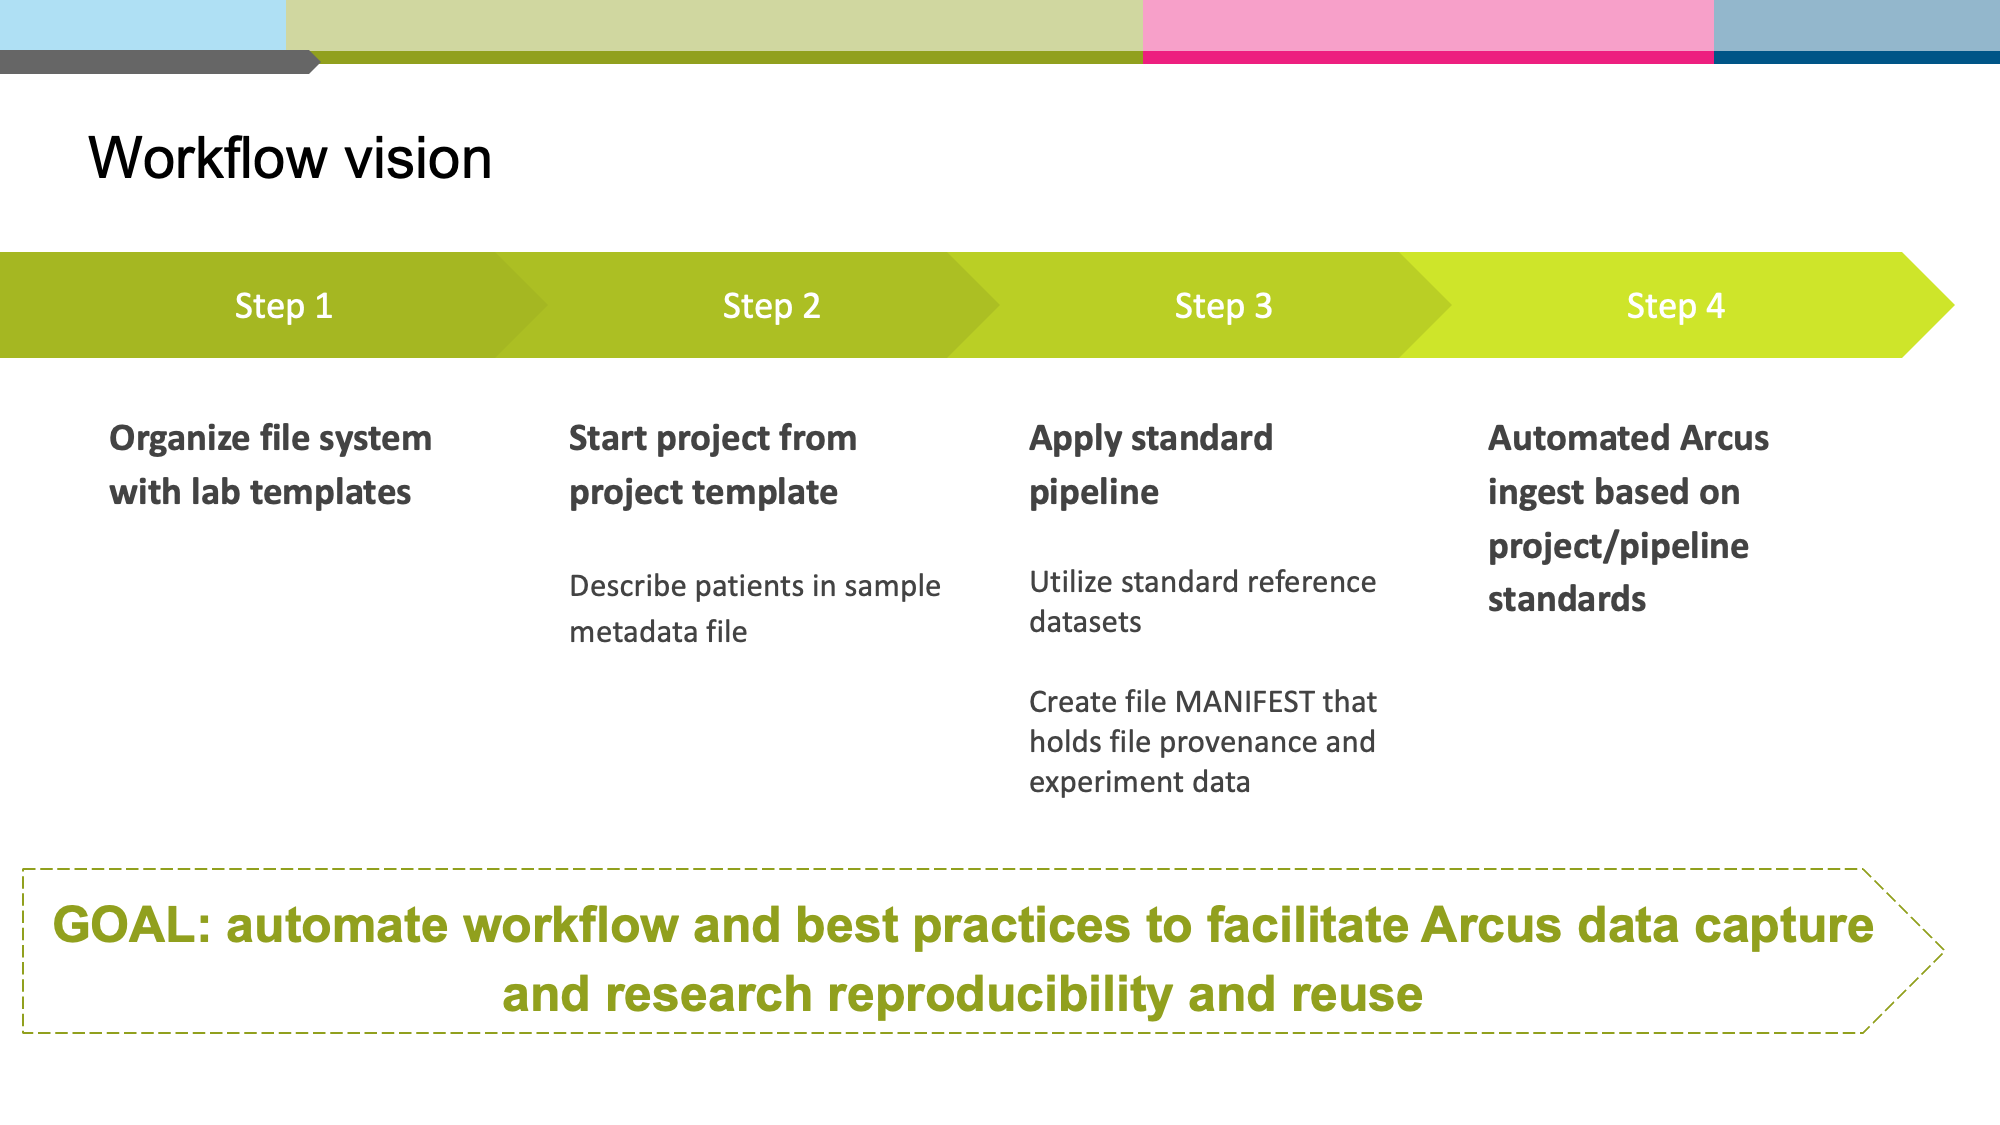 Workflow vision
Step 1
Step 2
Step 3
Step 4
Organize file system
with lab templates
Start project from
project template
Describe patients in sample
metadata file
Apply standard
pipeline
Utilize standard reference
datasets
Create file MANIFEST that
holds file provenance and
experiment data
Automated Arcus
ingest based on
project/pipeline
standards
GOAL: automate workflow and best practices to facilitate Arcus data capture
and research reproducibility and reuse